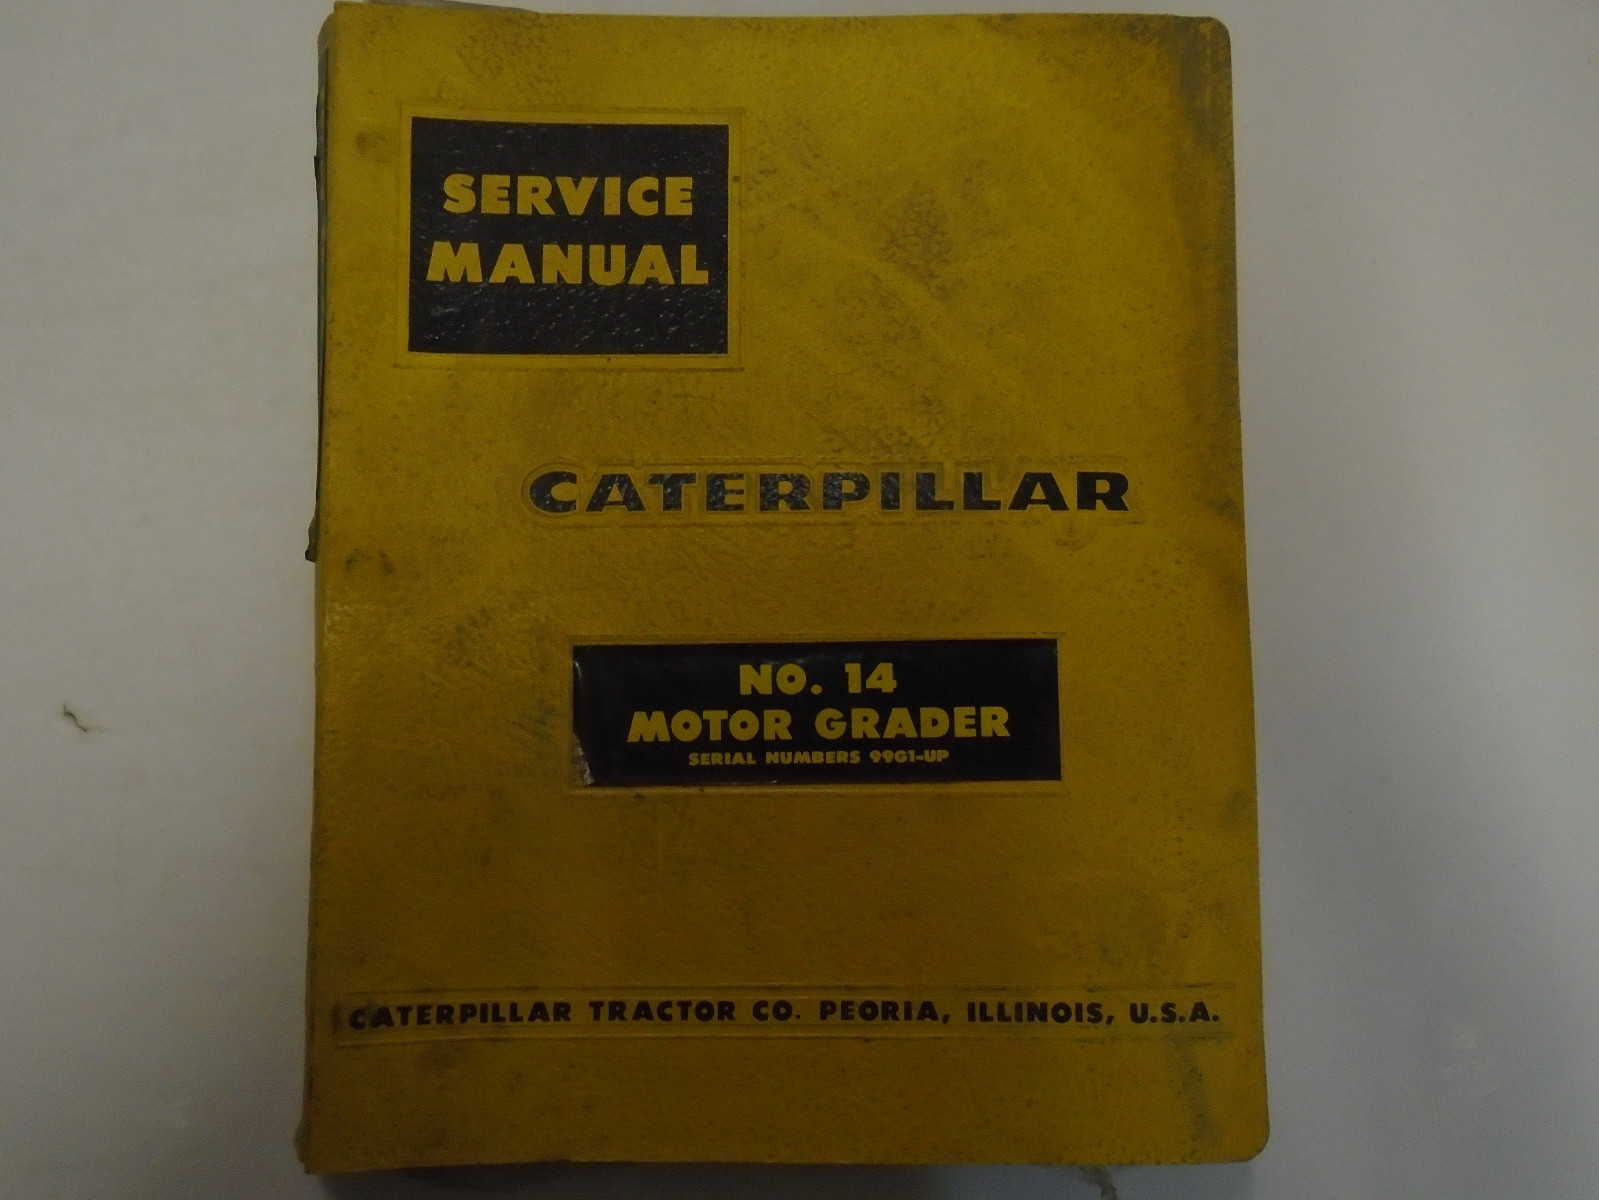 SERVICE
MANUAL
CATERPILLAR
NO. 14
MOTOR GRADER
SERIAL NUMBERS 99G1-UP
CATERPILLAR TRACTOR CO. PEORIA, ILLINOIS, U.S.A.